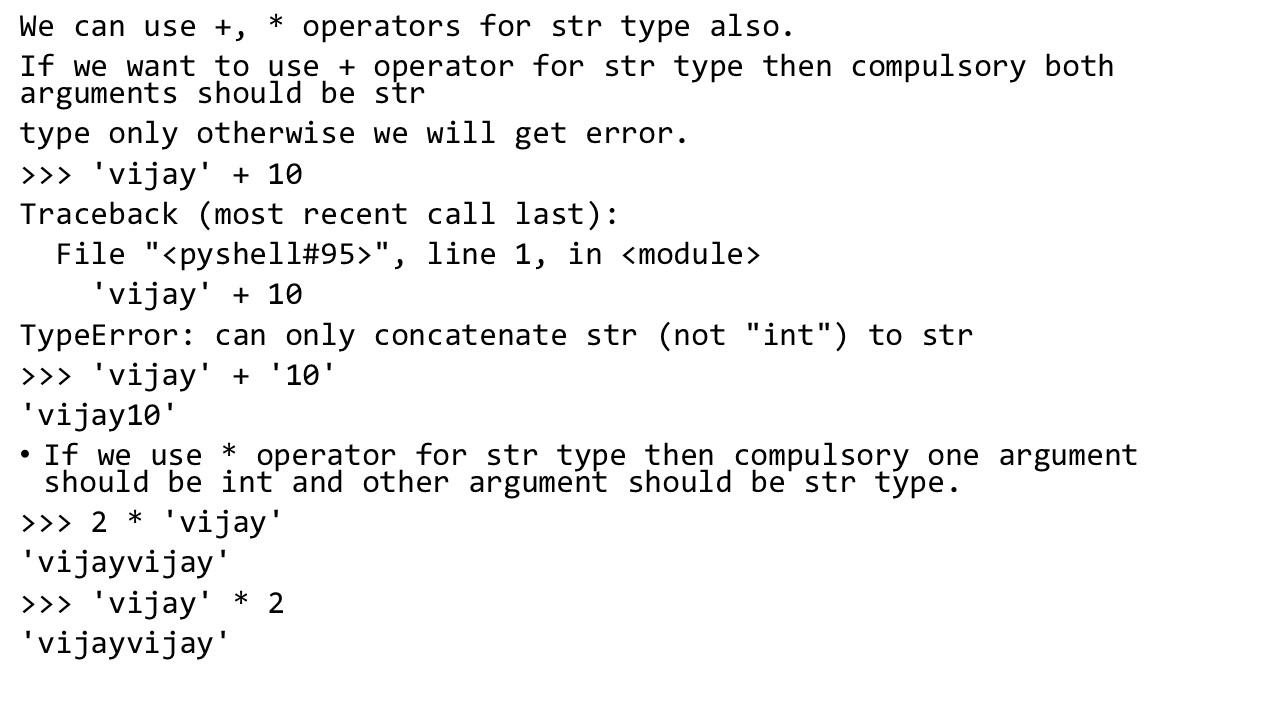 We can use +, * operators for str type also.
If we want to use + operator for str type then compulsory both
arguments should be str
type only otherwise we will get error.
>>> 'vijay' + 10
Traceback (most recent call last):
  File "<pyshell#95>", line 1, in <module>
    'vijay' + 10
TypeError: can only concatenate str (not "int") to str
>>> 'vijay' + '10'
'vijay10'
• If we use * operator for str type then compulsory one argument
should be int and other argument should be str type.
>>> 2 * 'vijay'
'vijayvijay'
>>> 'vijay' * 2
'vijayvijay'